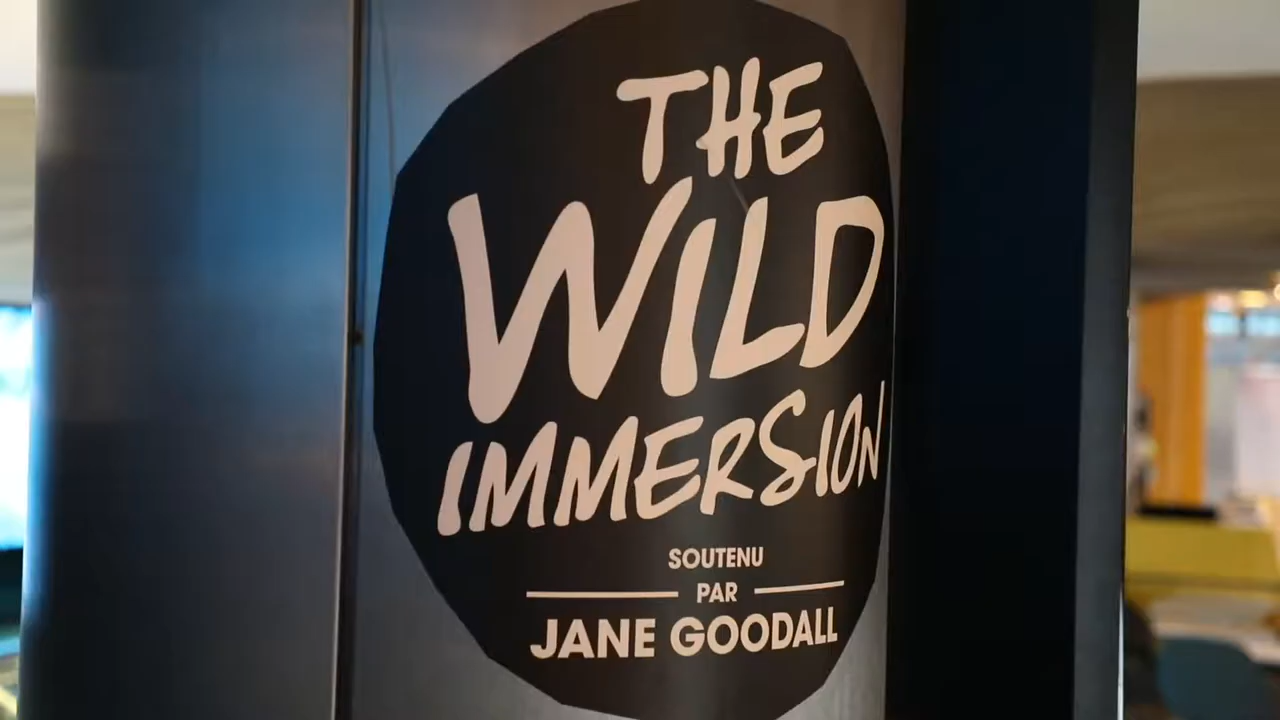 THE
WILD
IMMERSION
SOUTENU
PAR
JANE GOODALL